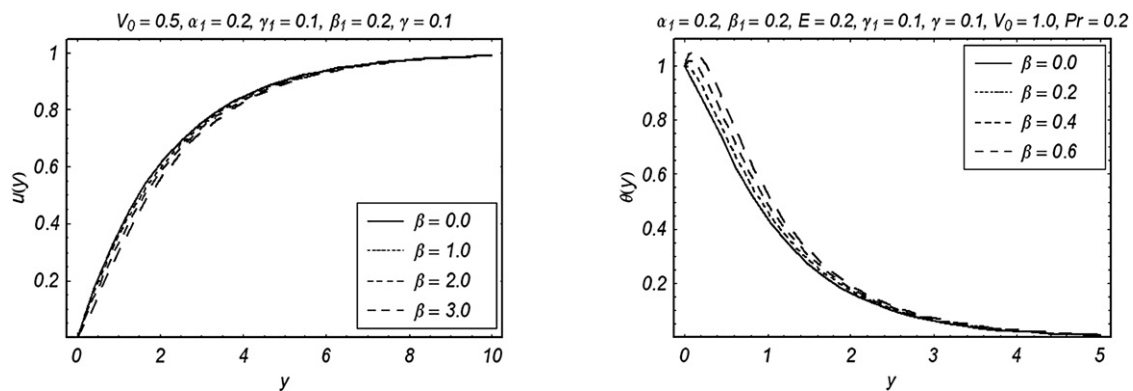 V₀ = 0.5, α₁ = 0.2, γ₁ = 0.1, β₁ = 0.2, γ = 0.1
1
0.8
0.6
0.4
0.2
u(y)
β = 0.0
β = 1.0
β = 2.0
β = 3.0
0 2 4 6 8 10
y
α₁ = 0.2, β₁ = 0.2, E = 0.2, γ₁ = 0.1, γ = 0.1, V₀ = 1.0, Pr = 0.2
1
0.8
0.6
0.4
0.2
θ(y)
β = 0.0
β = 0.2
β = 0.4
β = 0.6
0 1 2 3 4 5
y